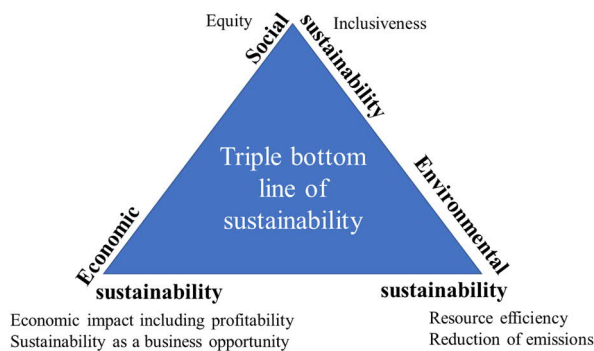 Equity
Inclusiveness
Social
sustainability
Triple bottom
line of
sustainability
Economic
sustainability
Environmental
sustainability
Economic impact including profitability
Sustainability as a business opportunity
Resource efficiency
Reduction of emissions